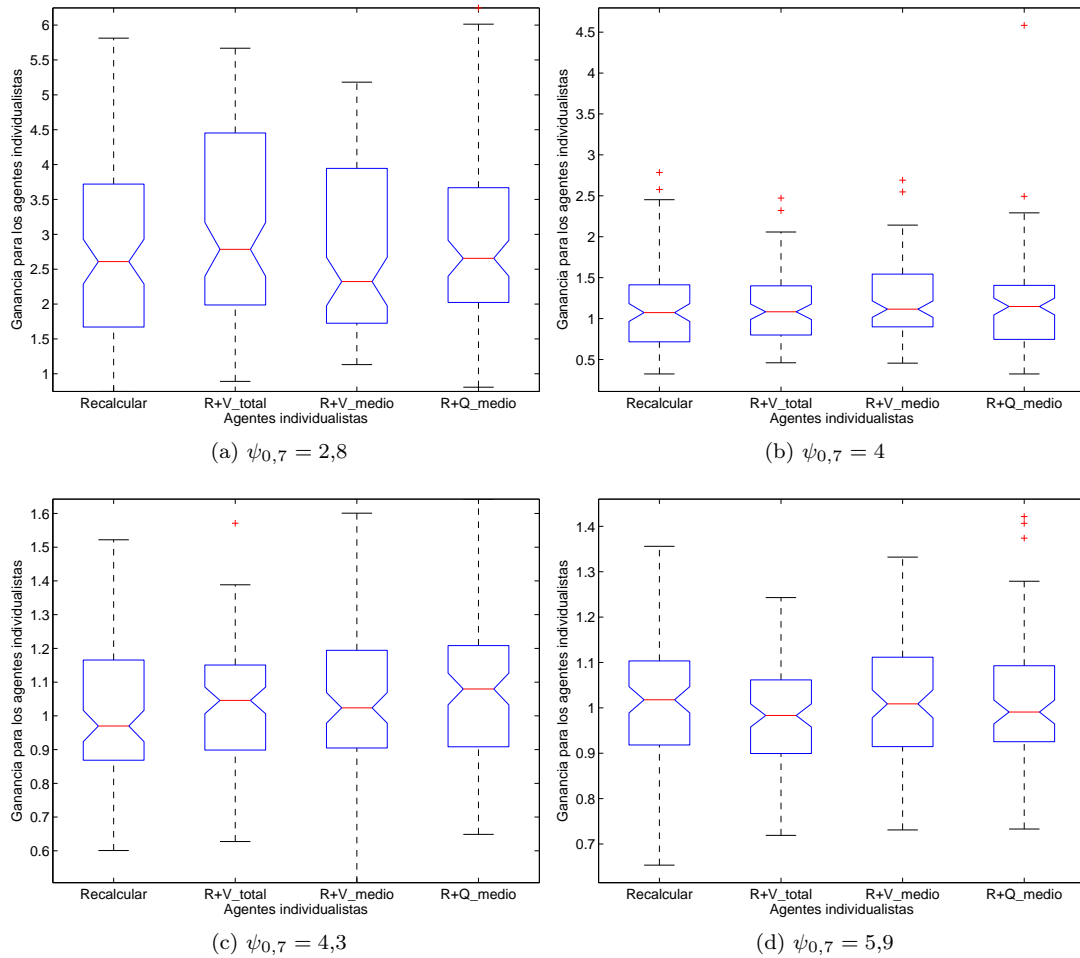 Ganancia para los agentes individualistas
6
5.5
5
4.5
4
3.5
3
2.5
2
1.5
1
Recalcular R+V_total R+V_medio R+Q_medio
Agentes individualistas
(a) ψ0,7 = 2,8
Ganancia para los agentes individualistas
4.5
4
3.5
3
2.5
2
1.5
1
0.5
Recalcular R+V_total R+V_medio R+Q_medio
Agentes individualistas
(b) ψ0,7 = 4
Ganancia para los agentes individualistas
1.6
1.5
1.4
1.3
1.2
1.1
1
0.9
0.8
0.7
0.6
Recalcular R+V_total R+V_medio R+Q_medio
Agentes individualistas
(c) ψ0,7 = 4,3
Ganancia para los agentes individualistas
1.4
1.3
1.2
1.1
1
0.9
0.8
0.7
Recalcular R+V_total R+V_medio R+Q_medio
Agentes individualistas
(d) ψ0,7 = 5,9